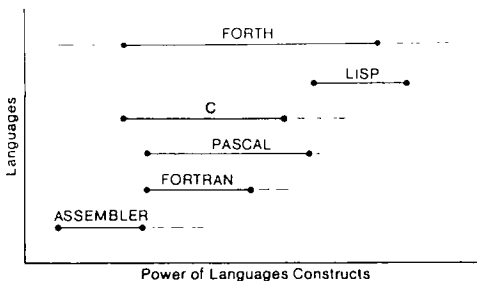 FORTH
LISP
C
PASCAL
FORTRAN
ASSEMBLER
Languages
Power of Languages Constructs